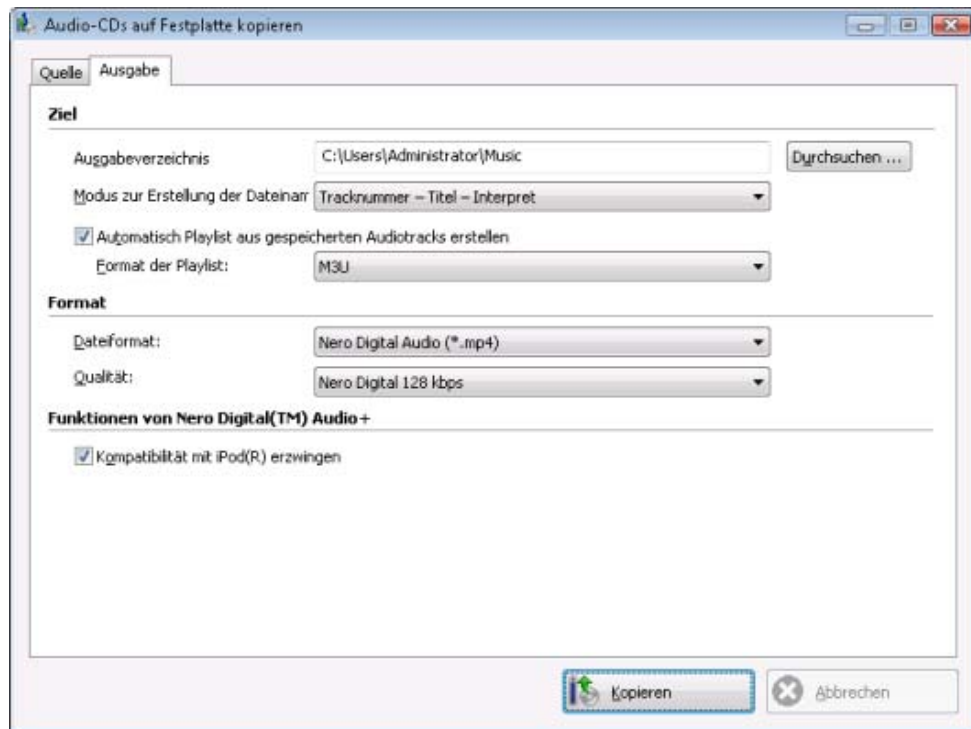 Audio-CDs auf Festplatte kopieren
Quelle Ausgabe
Ziel
Ausgabeverzeichnis C:\Users\Administrator\Music Durchsuchen ...
Modus zur Erstellung der Dateinam Tracknummer – Titel – Interpret
Automatisch Playlist aus gespeicherten Audiotracks erstellen
Format der Playlist: M3U
Format
Dateiformat: Nero Digital Audio (*.mp4)
Qualität: Nero Digital 128 kbps
Funktionen von Nero Digital(TM) Audio+
Kompatibilität mit iPod(R) erzwingen
Kopieren Abbrechen